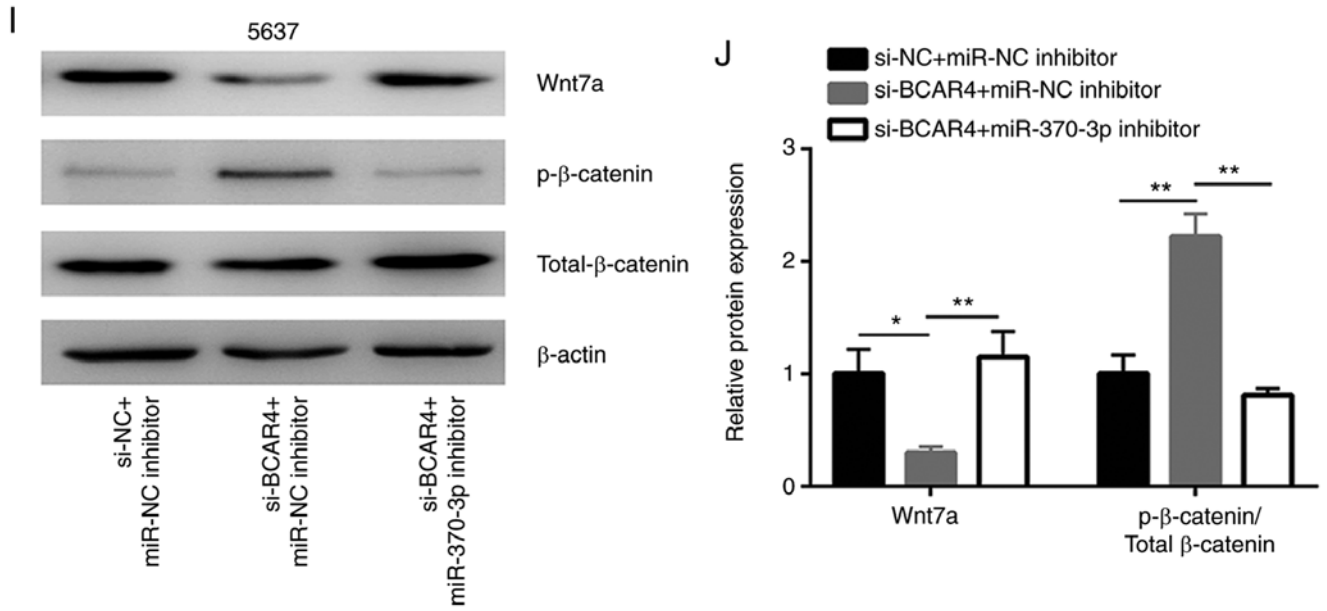 I
5637
Wnt7a
p-β-catenin
Total-β-catenin
β-actin
si-NC+
miR-NC inhibitor
si-BCAR4+
miR-NC inhibitor
si-BCAR4+
miR-370-3p inhibitor
J
si-NC+miR-NC inhibitor
si-BCAR4+miR-NC inhibitor
si-BCAR4+miR-370-3p inhibitor
Relative protein expression
3
2
1
0
*
**
**
**
Wnt7a
p-β-catenin/
Total β-catenin